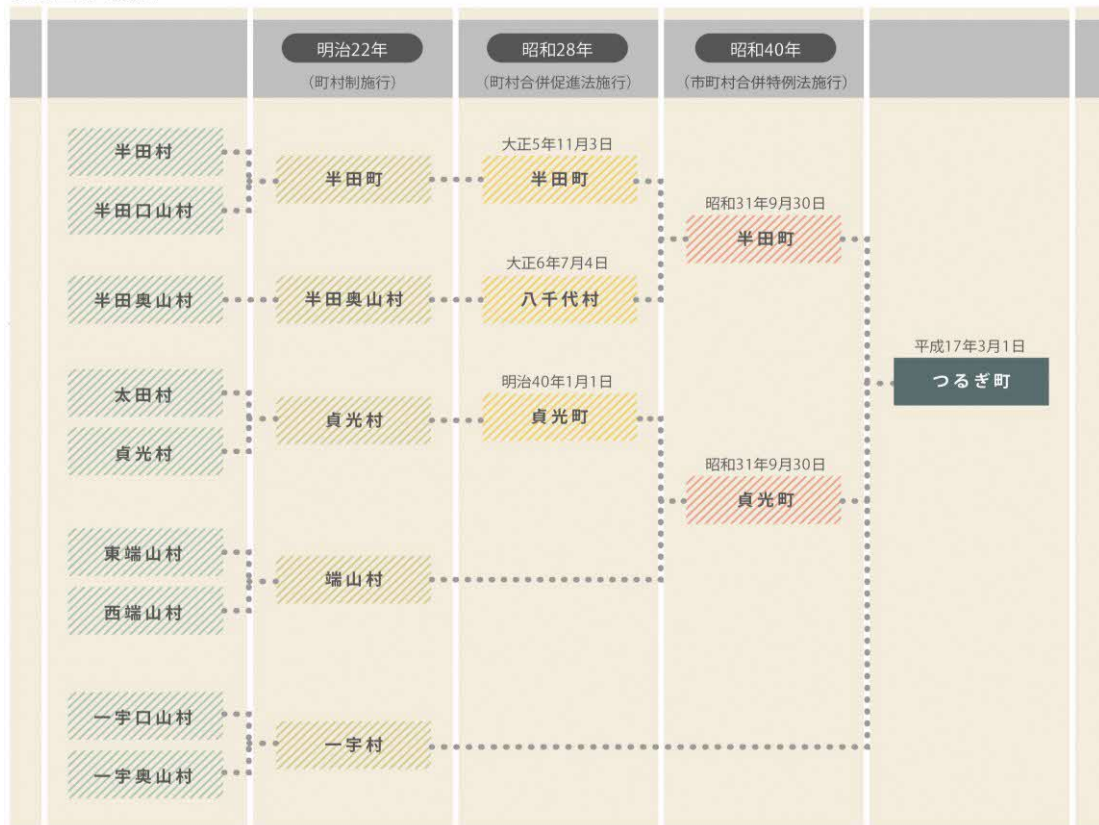 明治22年
(町村制施行)
昭和28年
(町村合併促進法施行)
昭和40年
(市町村合併特例法施行)
半田村
半田口山村
半田奥山村
太田村
貞光村
東端山村
西端山村
一宇口山村
一宇奥山村
半田町
半田奥山村
貞光村
端山村
一宇村
大正5年11月3日
半田町
大正6年7月4日
八千代村
明治40年1月1日
貞光町
昭和31年9月30日
半田町
昭和31年9月30日
貞光町
平成17年3月1日
つるぎ町